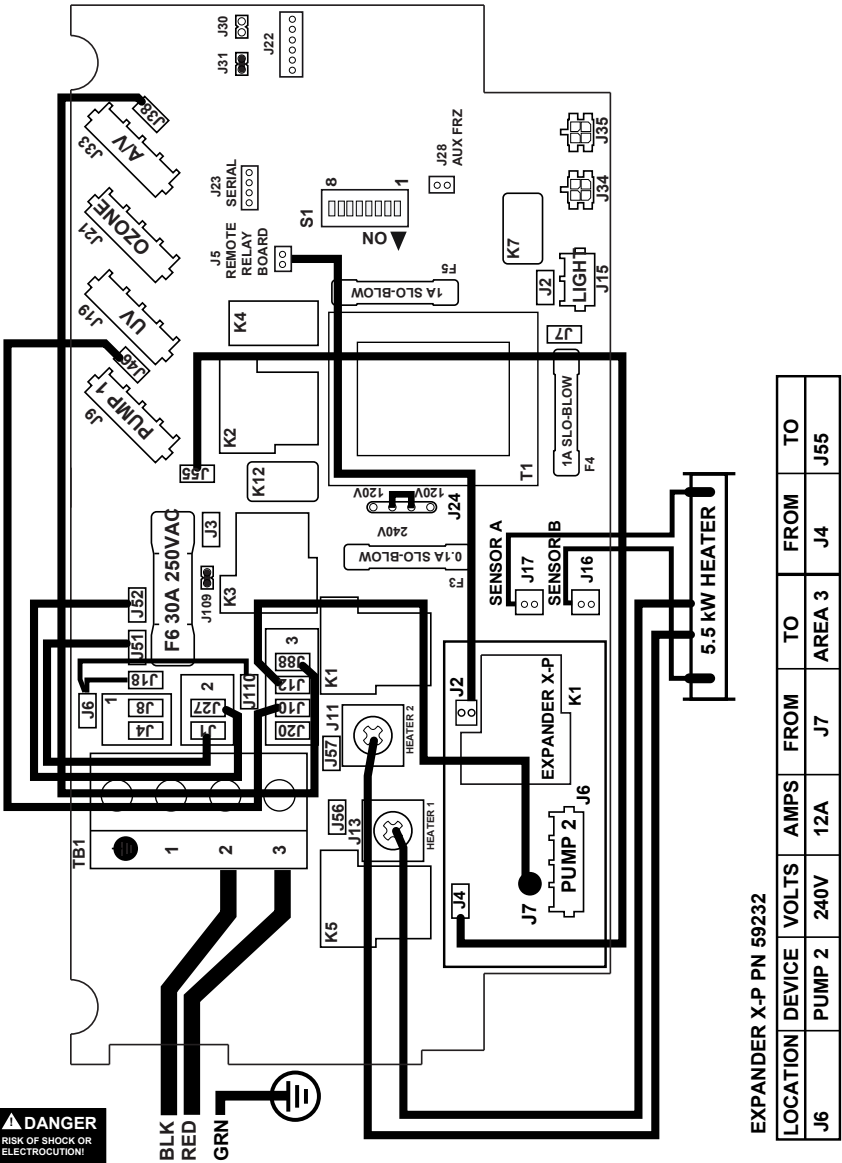 J30
J31
J22
J38
J33
A/V
J21
OZONE
J19
UV
J46
J9
PUMP 1
J23
SERIAL
J5
REMOTE
RELAY
BOARD
S1
8
1
ON
J28
AUX FRZ
J35
J34
K7
J2
LIGHT
J15
J7
F5
1A SLO-BLOW
K4
K2
J55
K12
T1
1A SLO-BLOW
F4
120V
120V
240V
J24
0.1A SLO-BLOW
F3
F6 30A 250VAC
J3
J109
K3
J52
J51
J18
J6
J110
1
J8
J4
2
J27
J1
3
J88
J12
J10
J20
K1
J11
HEATER 2
J57
J56
J13
HEATER 1
K5
TB1
1
2
3
SENSOR A
J17
SENSOR B
J16
5.5 kW HEATER
J2
EXPANDER X-P
K1
J6
PUMP 2
J7
J4
BLK
RED
GRN
DANGER
RISK OF SHOCK OR
ELECTROCUTION!
EXPANDER X-P PN 59232
LOCATION DEVICE VOLTS AMPS FROM TO FROM TO
J6 PUMP 2 240V 12A J7 AREA 3 J4 J55